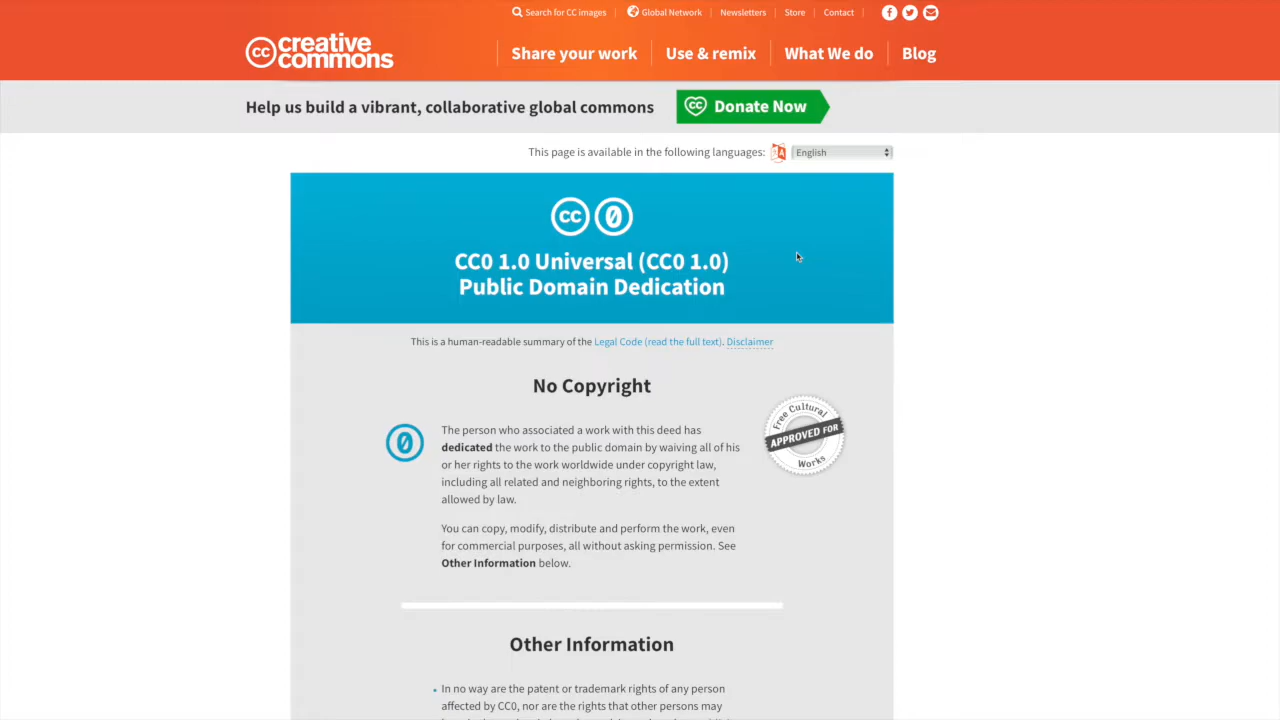 Search for CC images
Global Network
Newsletters
Store
Contact
cc creative commons
Share your work
Use & remix
What We do
Blog
Help us build a vibrant, collaborative global commons
Donate Now
This page is available in the following languages:
English
CC0 1.0 Universal (CC0 1.0)
Public Domain Dedication
This is a human-readable summary of the Legal Code (read the full text). Disclaimer
No Copyright
The person who associated a work with this deed has
dedicated the work to the public domain by waiving all of his
or her rights to the work worldwide under copyright law,
including all related and neighboring rights, to the extent
allowed by law.
You can copy, modify, distribute and perform the work, even
for commercial purposes, all without asking permission. See
Other Information below.
Free Cultural
APPROVED FOR
Works
Other Information
In no way are the patent or trademark rights of any person
affected by CC0, nor are the rights that other persons may